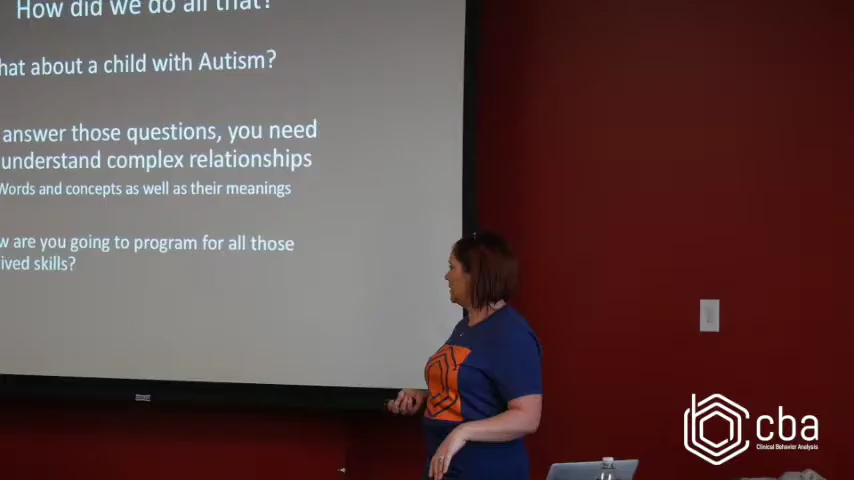 How did we do all that?
hat about a child with Autism?
answer those questions, you need
understand complex relationships
Words and concepts as well as their meanings
w are you going to program for all those
ived skills?
cba
Clinical Behavior Analysis